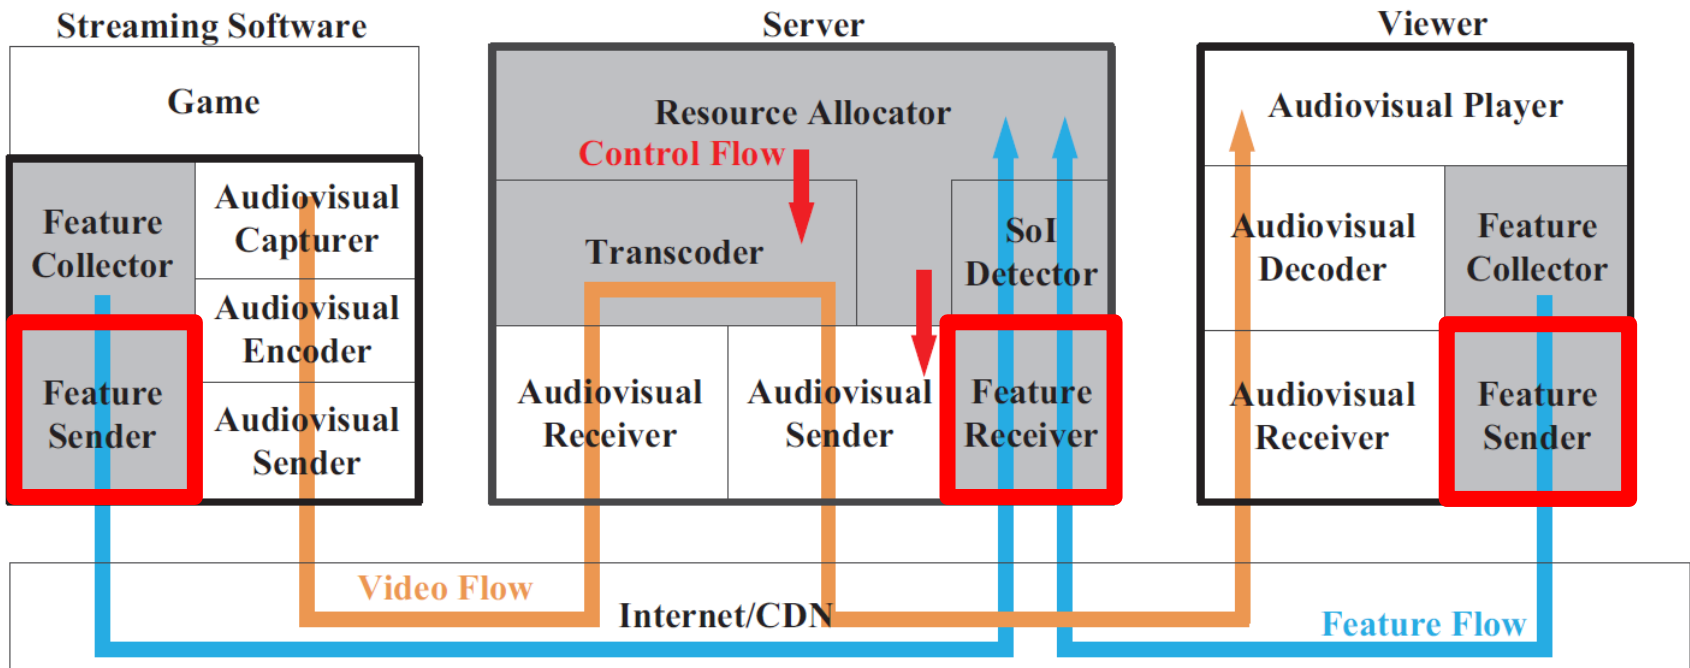 Streaming Software
Server
Viewer
Game
Feature
Collector
Audiovisual
Capturer
Audiovisual
Encoder
Feature
Sender
Audiovisual
Sender
Resource Allocator
Control Flow
Transcoder
SoI
Detector
Audiovisual
Receiver
Audiovisual
Sender
Feature
Receiver
Audiovisual Player
Audiovisual
Decoder
Feature
Collector
Audiovisual
Receiver
Feature
Sender
Video Flow
Internet/CDN
Feature Flow